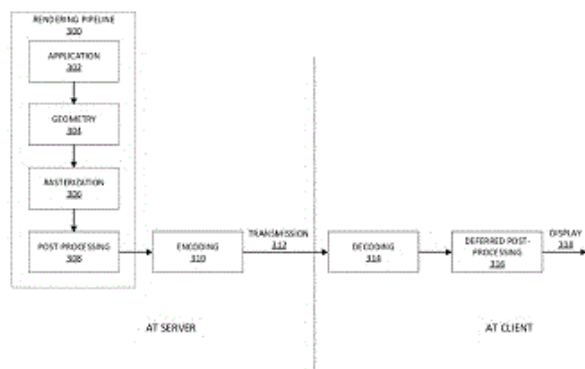 RENDERING PIPELINE
300
APPLICATION
302
GEOMETRY
304
RASTERIZATION
306
POST-PROCESSING
308
ENCODING
310
TRANSMISSION
312
DECODING
314
DEFERRED POST-
PROCESSING
316
DISPLAY
318
AT SERVER
AT CLIENT